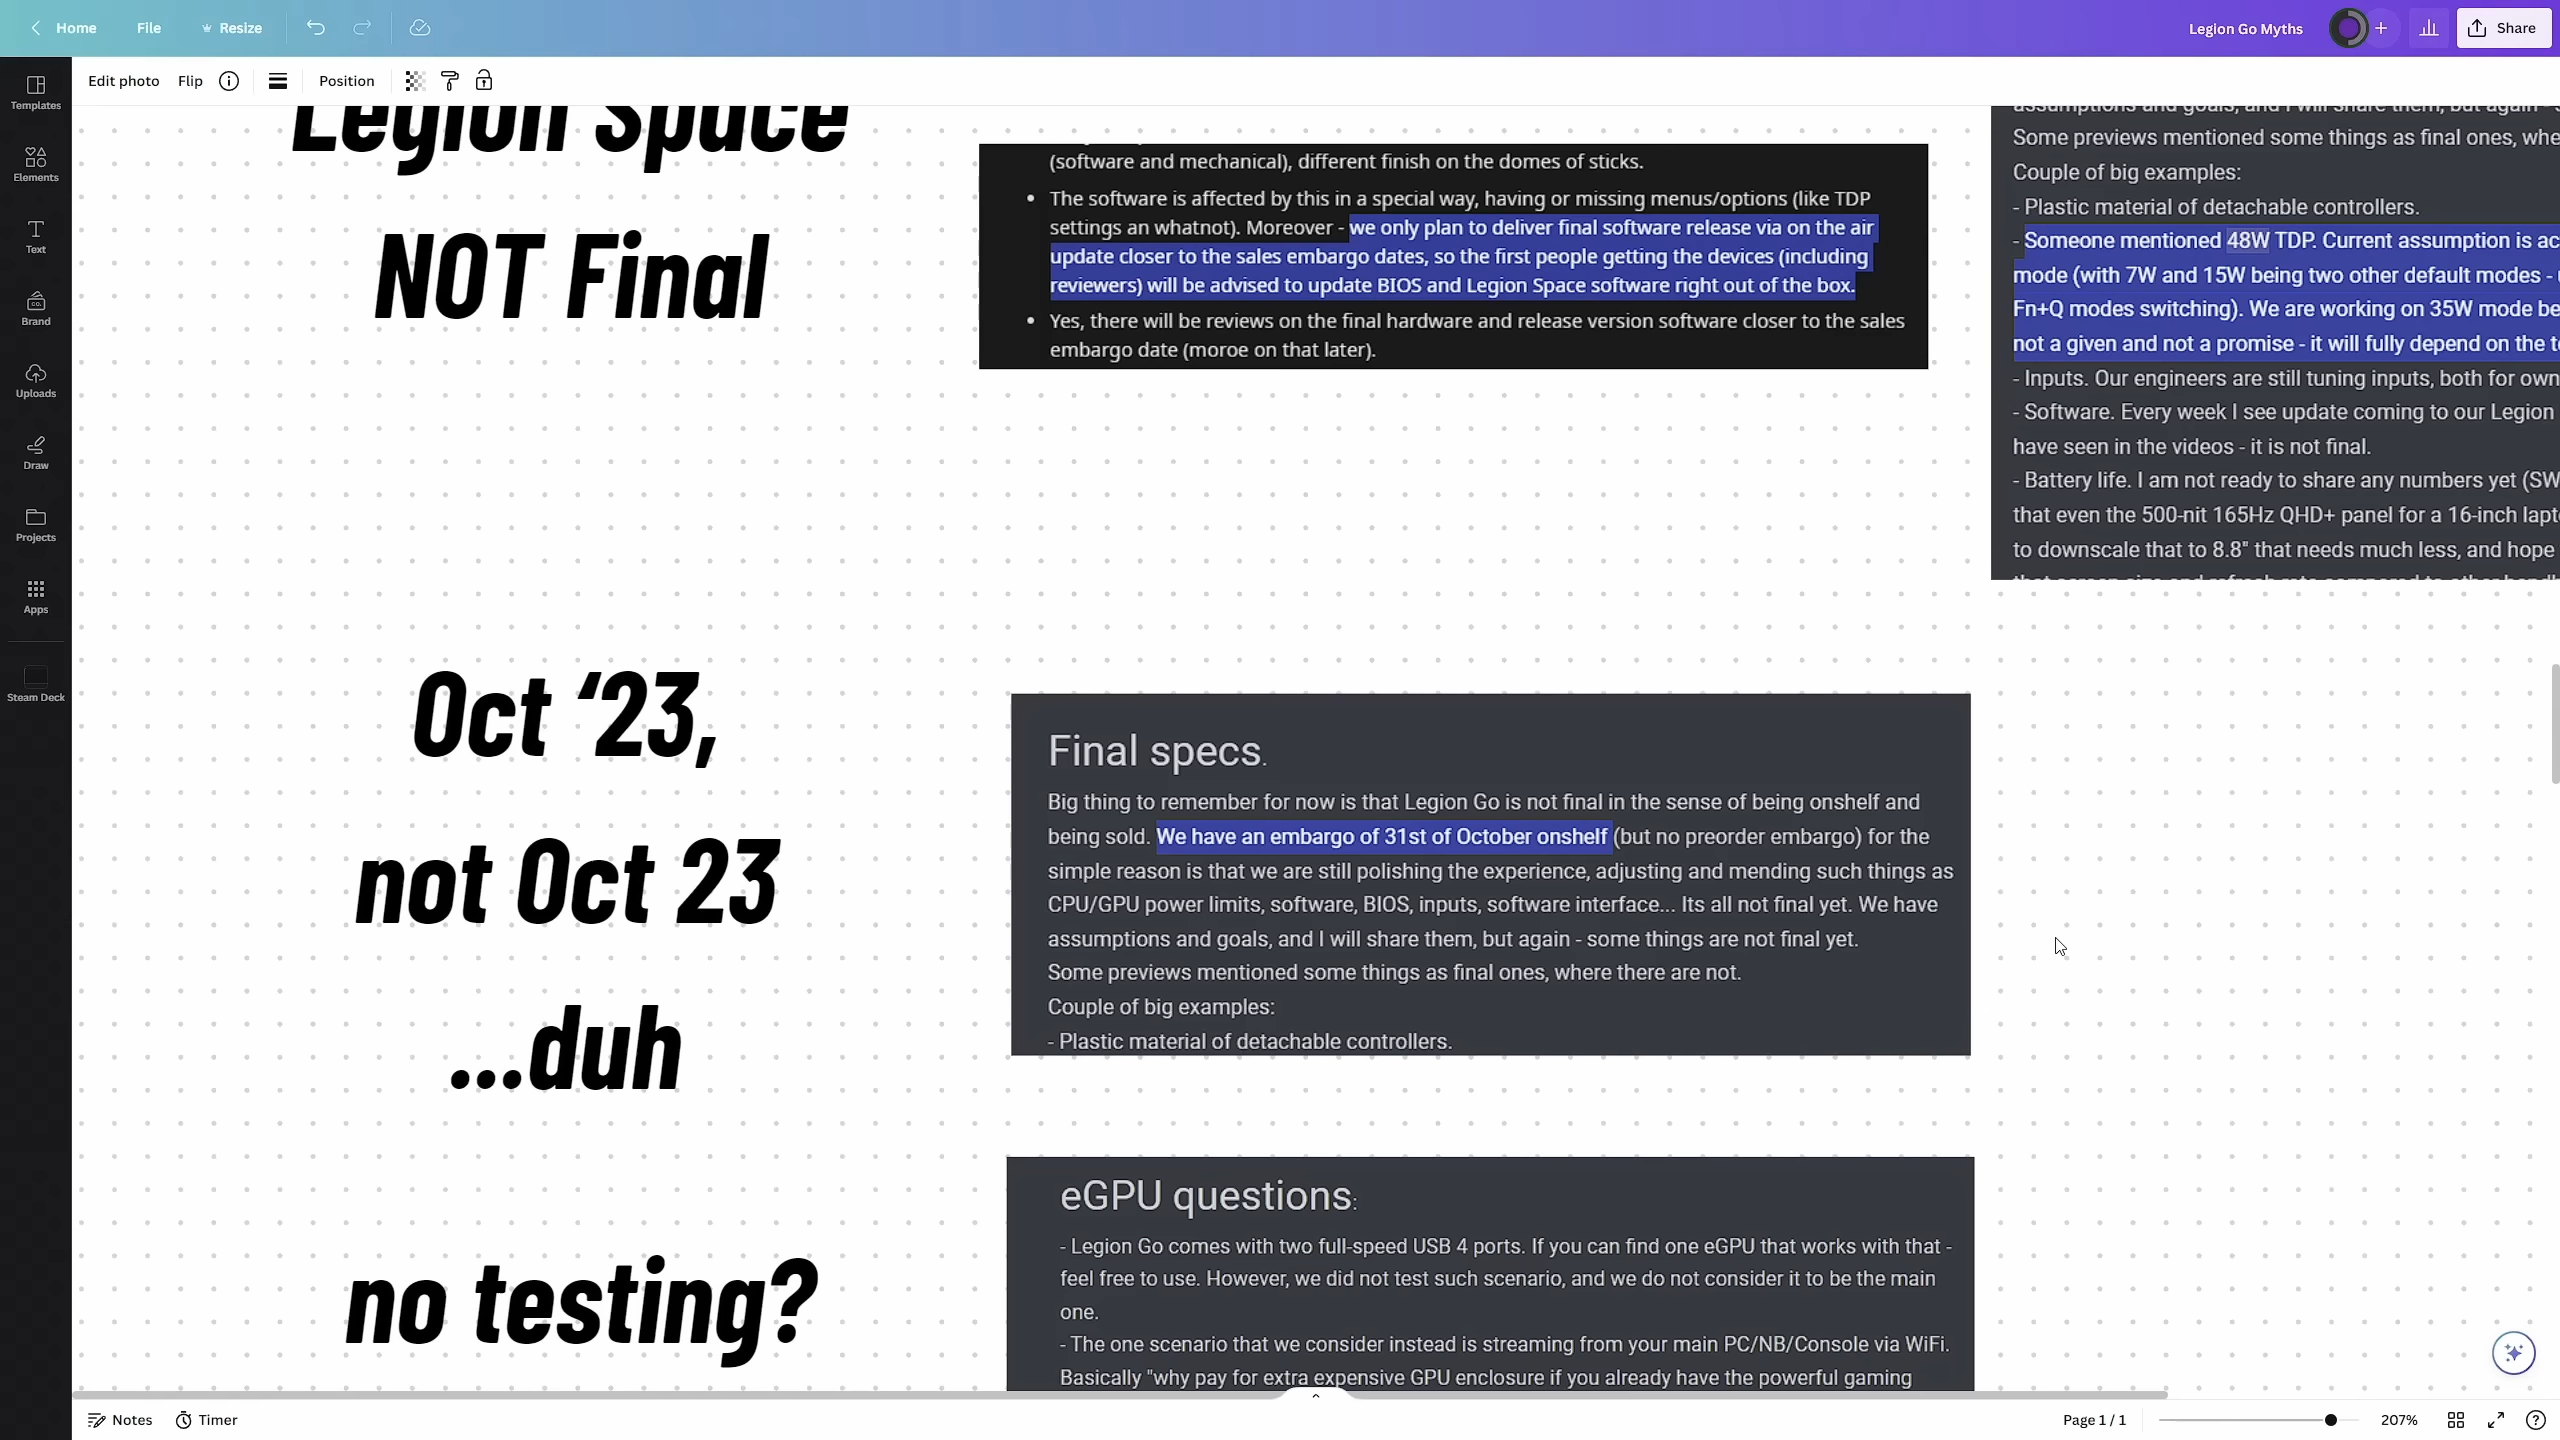 Home
File
Resize
Legion Go Myths
Share
Edit photo
Flip
Position
Templates
Elements
Text
Brand
Uploads
Draw
Projects
Apps
Steam Deck
Legion Space
NOT Final
(software and mechanical), different finish on the domes of sticks.
• The software is affected by this in a special way, having or missing menus/options (like TDP
settings an whatnot). Moreover - we only plan to deliver final software release via on the air
update closer to the sales embargo dates, so the first people getting the devices (including
reviewers) will be advised to update BIOS and Legion Space software right out of the box.
• Yes, there will be reviews on the final hardware and release version software closer to the sales
embargo date (moroe on that later).
assumptions and goals, and I will share them, but again -
Some previews mentioned some things as final ones, whe
Couple of big examples:
- Plastic material of detachable controllers.
- Someone mentioned 48W TDP. Current assumption is ac
mode (with 7W and 15W being two other default modes -
Fn+Q modes switching). We are working on 35W mode be
not a given and not a promise - it will fully depend on the t
- Inputs. Our engineers are still tuning inputs, both for own
- Software. Every week I see update coming to our Legion
have seen in the videos - it is not final.
- Battery life. I am not ready to share any numbers yet (SW
that even the 500-nit 165Hz QHD+ panel for a 16-inch lapt
to downscale that to 8.8" that needs much less, and hope
Oct ‘23,
not Oct 23
...duh
Final specs.
Big thing to remember for now is that Legion Go is not final in the sense of being onshelf and
being sold. We have an embargo of 31st of October onshelf (but no preorder embargo) for the
simple reason is that we are still polishing the experience, adjusting and mending such things as
CPU/GPU power limits, software, BIOS, inputs, software interface... Its all not final yet. We have
assumptions and goals, and I will share them, but again - some things are not final yet.
Some previews mentioned some things as final ones, where there are not.
Couple of big examples:
- Plastic material of detachable controllers.
no testing?
eGPU questions:
- Legion Go comes with two full-speed USB 4 ports. If you can find one eGPU that works with that -
feel free to use. However, we did not test such scenario, and we do not consider it to be the main
one.
- The one scenario that we consider instead is streaming from your main PC/NB/Console via WiFi.
Basically "why pay for extra expensive GPU enclosure if you already have the powerful gaming
Notes
Timer
Page 1 / 1
207%